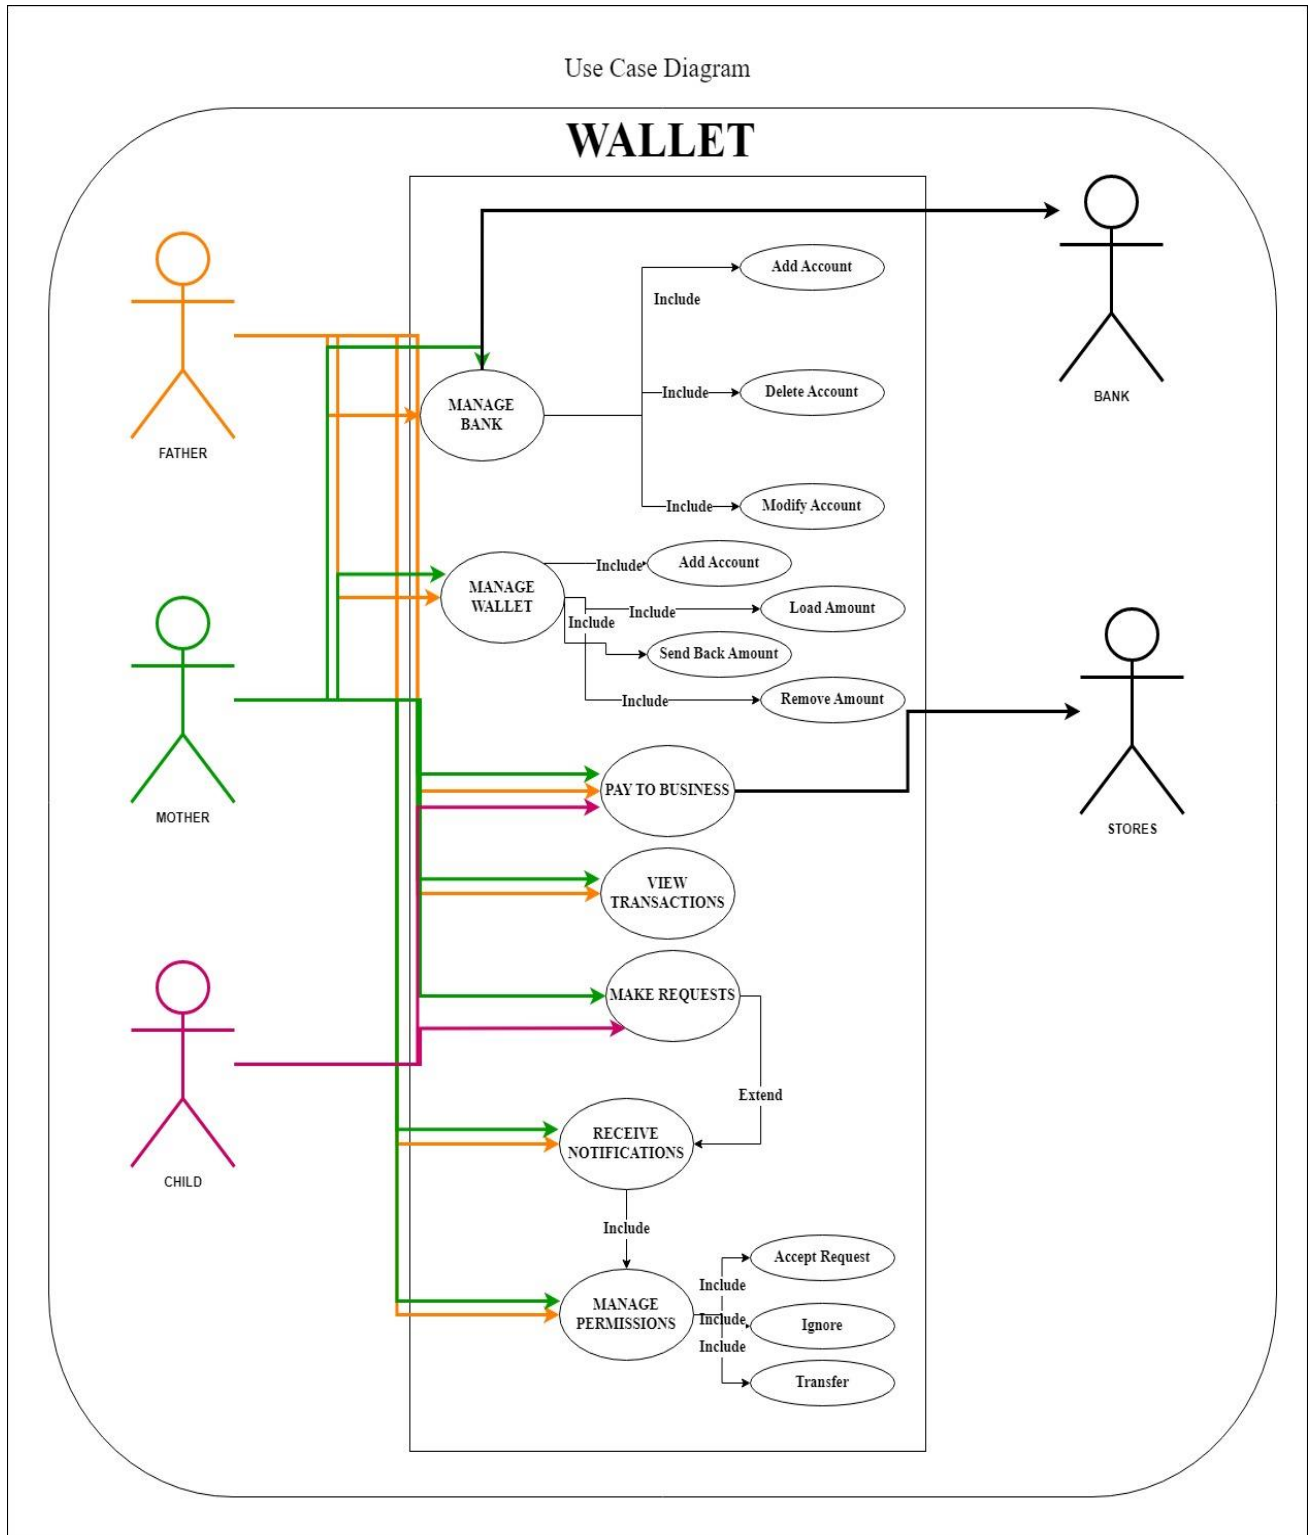 Use Case Diagram
WALLET
FATHER
BANK
Include
Add Account
MANAGE
BANK
Include
Delete Account
Include
Modify Account
MOTHER
MANAGE
WALLET
Include
Add Account
Include
Load Amount
Include
Send Back Amount
Include
Remove Amount
STORES
PAY TO BUSINESS
VIEW
TRANSACTIONS
CHILD
MAKE REQUESTS
Extend
RECEIVE
NOTIFICATIONS
Include
MANAGE
PERMISSIONS
Include
Accept Request
Include
Ignore
Include
Transfer